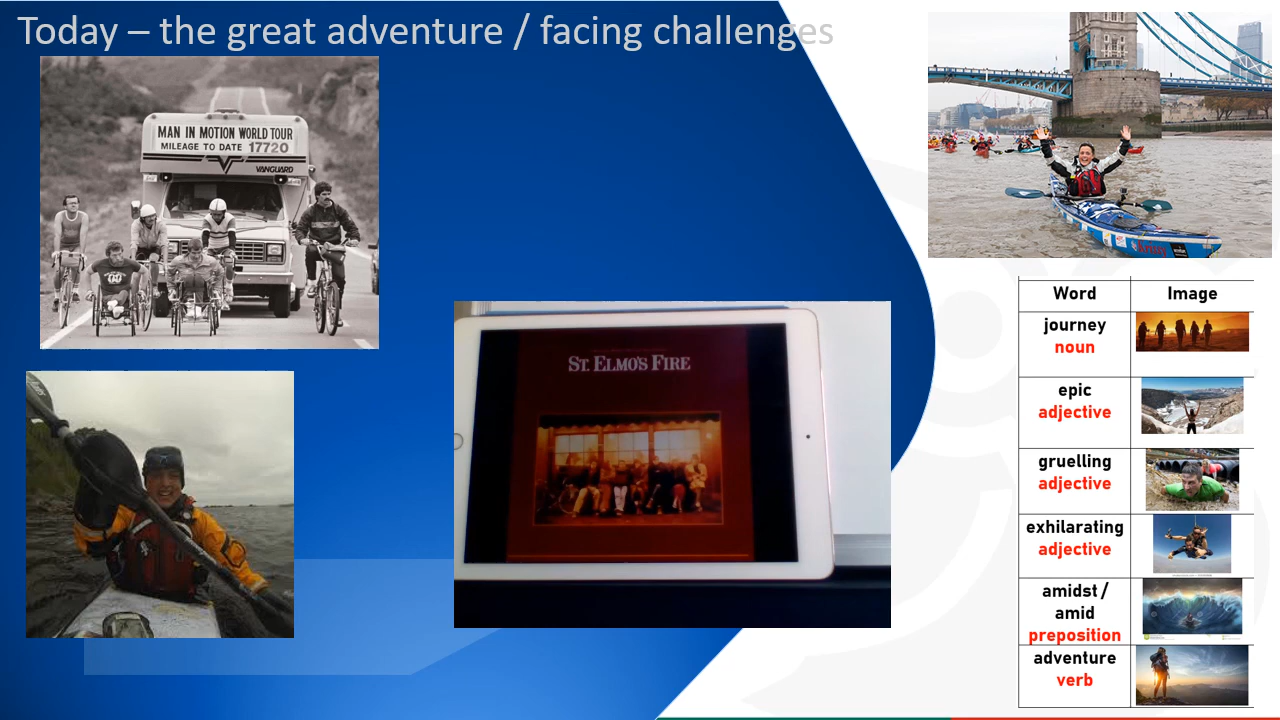 Today – the great adventure / facing challenges
MAN IN MOTION WORLD TOUR
MILEAGE TO DATE 17720
VANGUARD
ST. ELMO'S FIRE
Word Image
journey
noun
epic
adjective
gruelling
adjective
exhilarating
adjective
amidst /
amid
preposition
adventure
verb